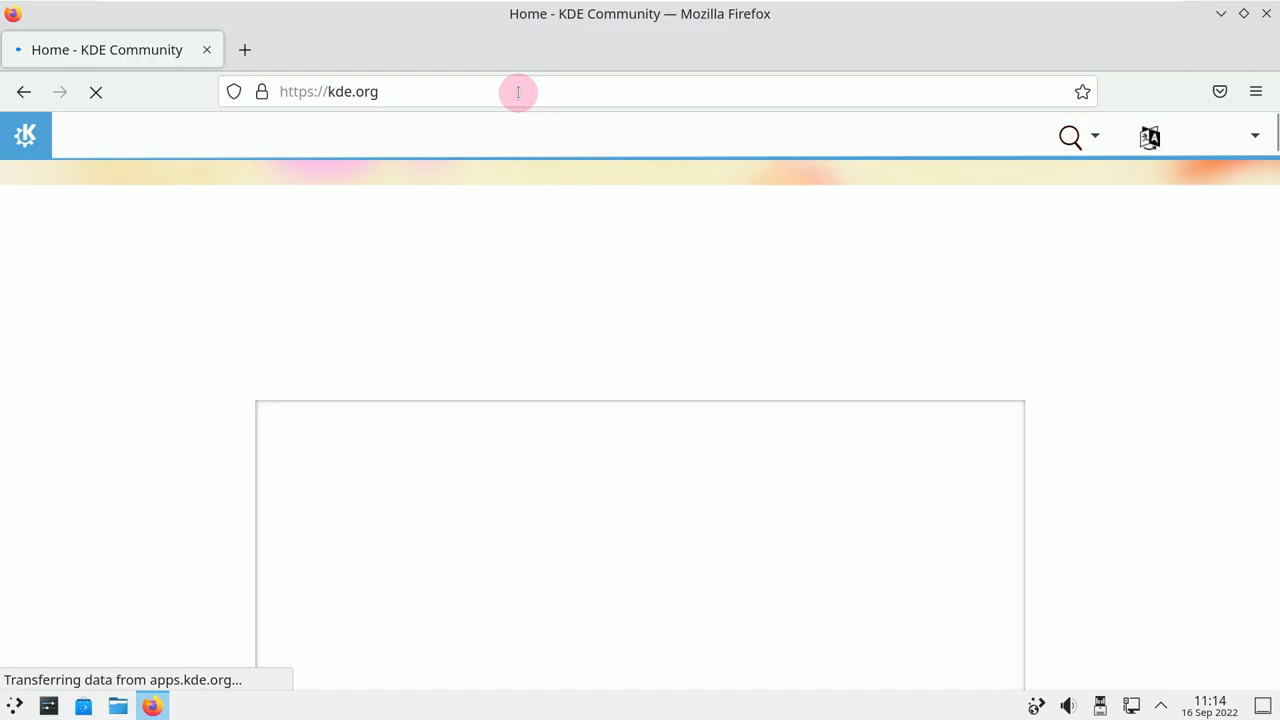 Home - KDE Community — Mozilla Firefox
Home - KDE Community
https://kde.org
Transferring data from apps.kde.org...
11:14
16 Sep 2022